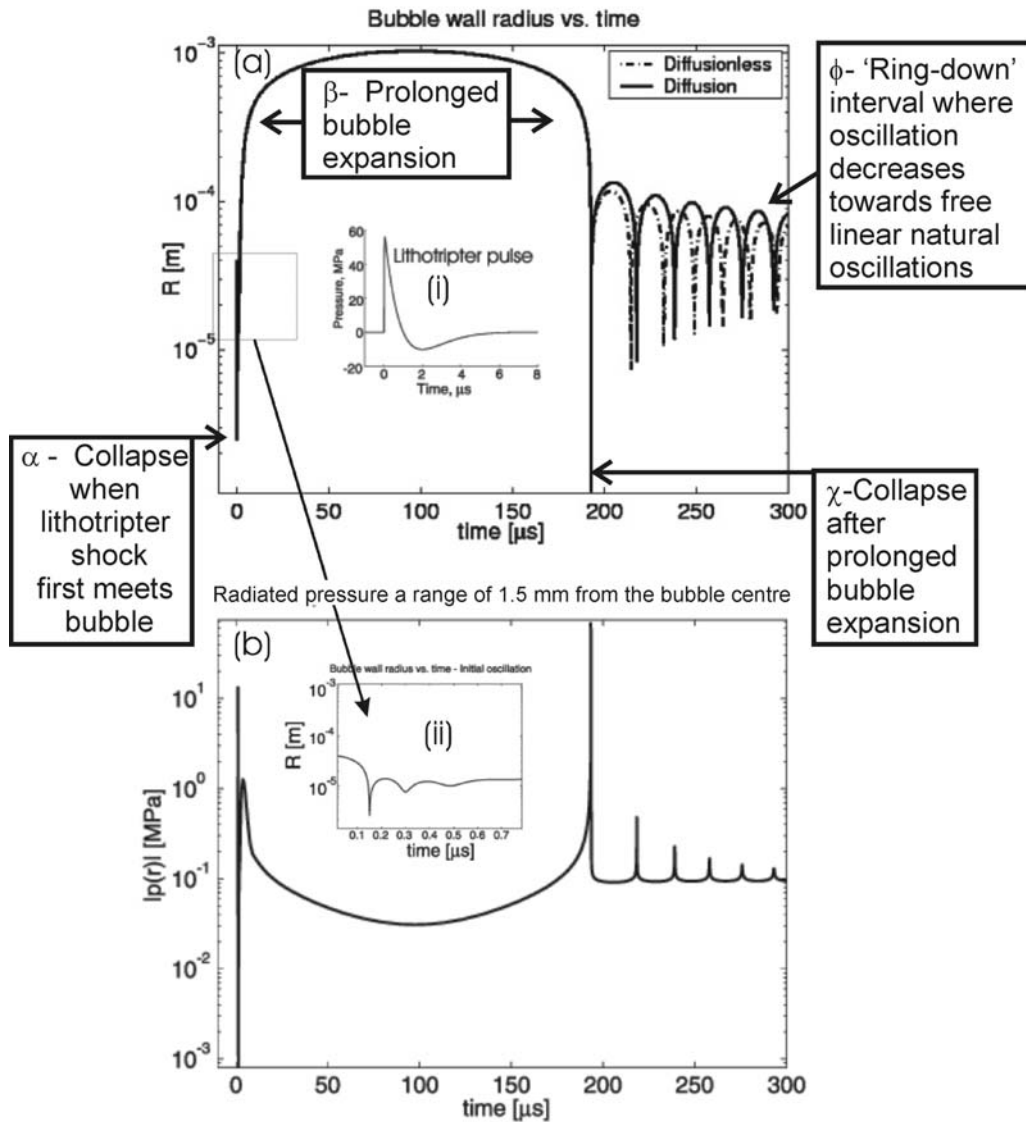 Bubble wall radius vs. time
(a)
10⁻³
10⁻⁴
10⁻⁵
R [m]
β- Prolonged
bubble
expansion
Diffusionless
Diffusion
ϕ- ‘Ring-down’
interval where
oscillation
decreases
towards free
linear natural
oscillations
Lithotripter pulse
(i)
Pressure, MPa
60
40
20
0
-20
0 2 4 6 8
Time, μs
α - Collapse
when
lithotripter
shock
first meets
bubble
0 50 100 150 200 250 300
time [μs]
χ-Collapse
after
prolonged
bubble
expansion
Radiated pressure a range of 1.5 mm from the bubble centre
(b)
10¹
10⁰
10⁻¹
10⁻²
10⁻³
|p(r)| [MPa]
Bubble wall radius vs. time - Initial oscillation
(ii)
R [m]
10⁻³
10⁻⁴
10⁻⁵
0.1 0.2 0.3 0.4 0.5 0.6 0.7
time [μs]
0 50 100 150 200 250 300
time [μs]